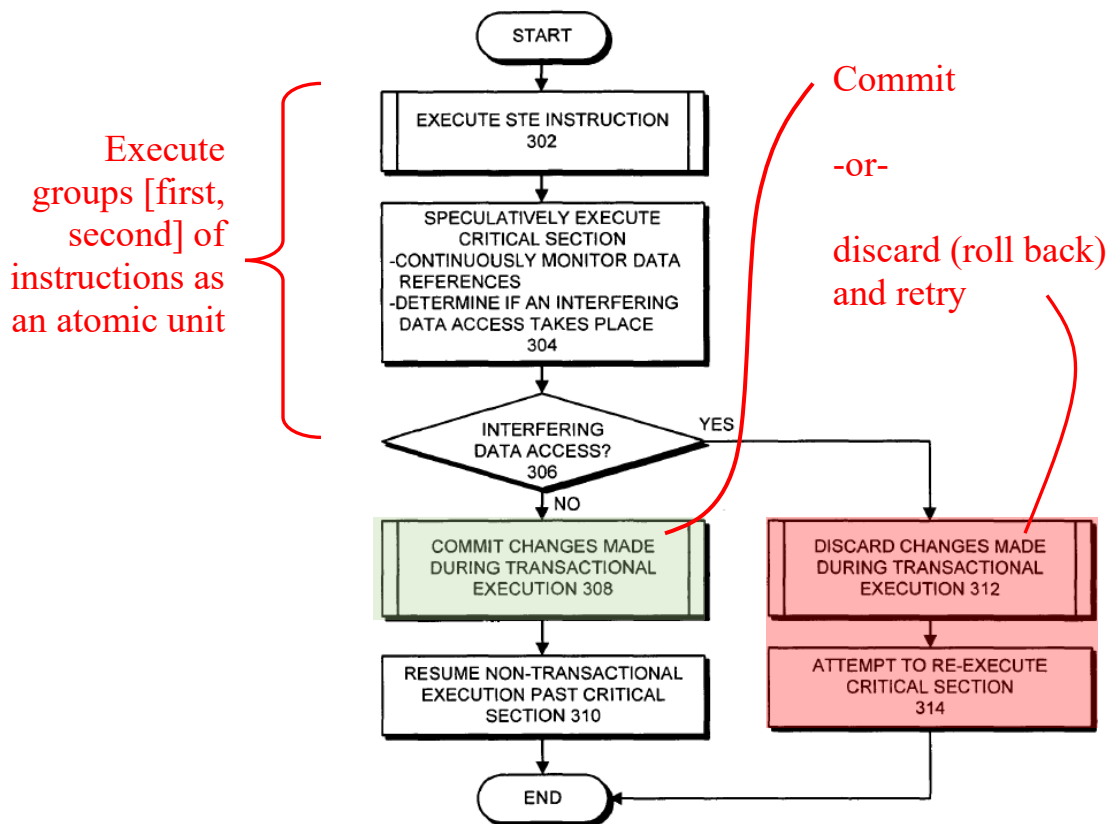 START
EXECUTE STE INSTRUCTION
302
SPECULATIVELY EXECUTE
CRITICAL SECTION
-CONTINUOUSLY MONITOR DATA
REFERENCES
-DETERMINE IF AN INTERFERING
DATA ACCESS TAKES PLACE
304
INTERFERING
DATA ACCESS?
306
YES
NO
COMMIT CHANGES MADE
DURING TRANSACTIONAL
EXECUTION 308
DISCARD CHANGES MADE
DURING TRANSACTIONAL
EXECUTION 312
RESUME NON-TRANSACTIONAL
EXECUTION PAST CRITICAL
SECTION 310
ATTEMPT TO RE-EXECUTE
CRITICAL SECTION
314
END
Execute
groups [first,
second] of
instructions as
an atomic unit
Commit
-or-
discard (roll back)
and retry